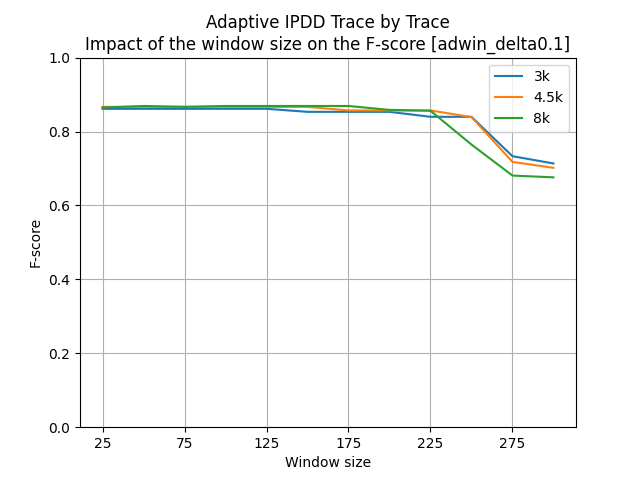 Adaptive IPDD Trace by Trace
Impact of the window size on the F-score [adwin_delta0.1]
1.0
0.8
0.6
0.4
0.2
0.0
F-score
3k
4.5k
8k
25 75 125 175 225 275
Window size